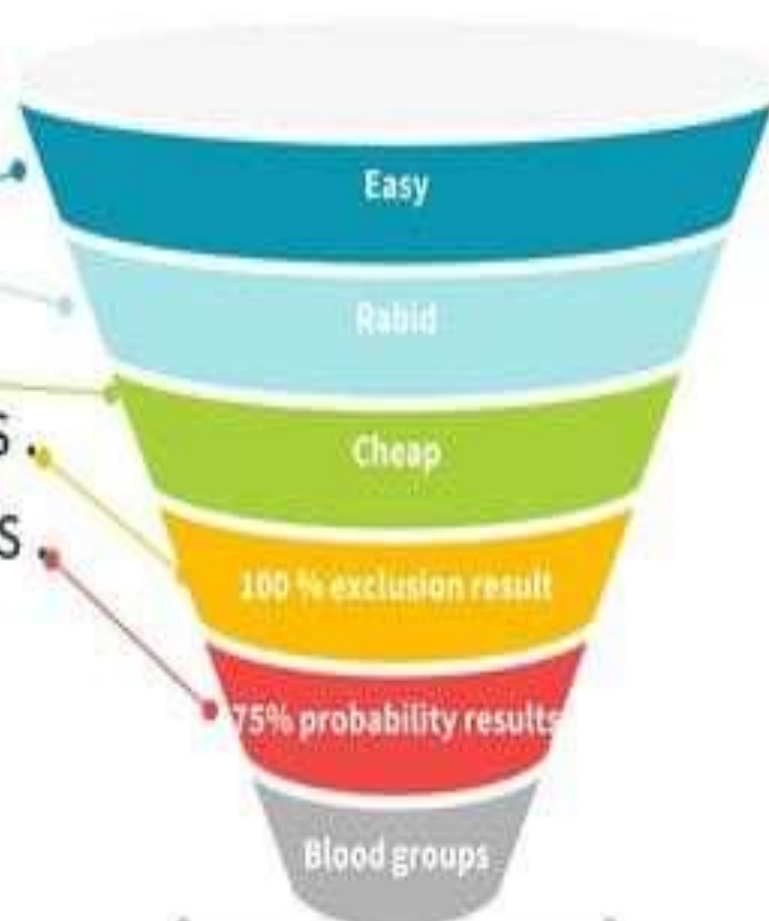 Easy
Rabid
Cheap
S
100 % exclusion result
S
75% probability results
Blood groups